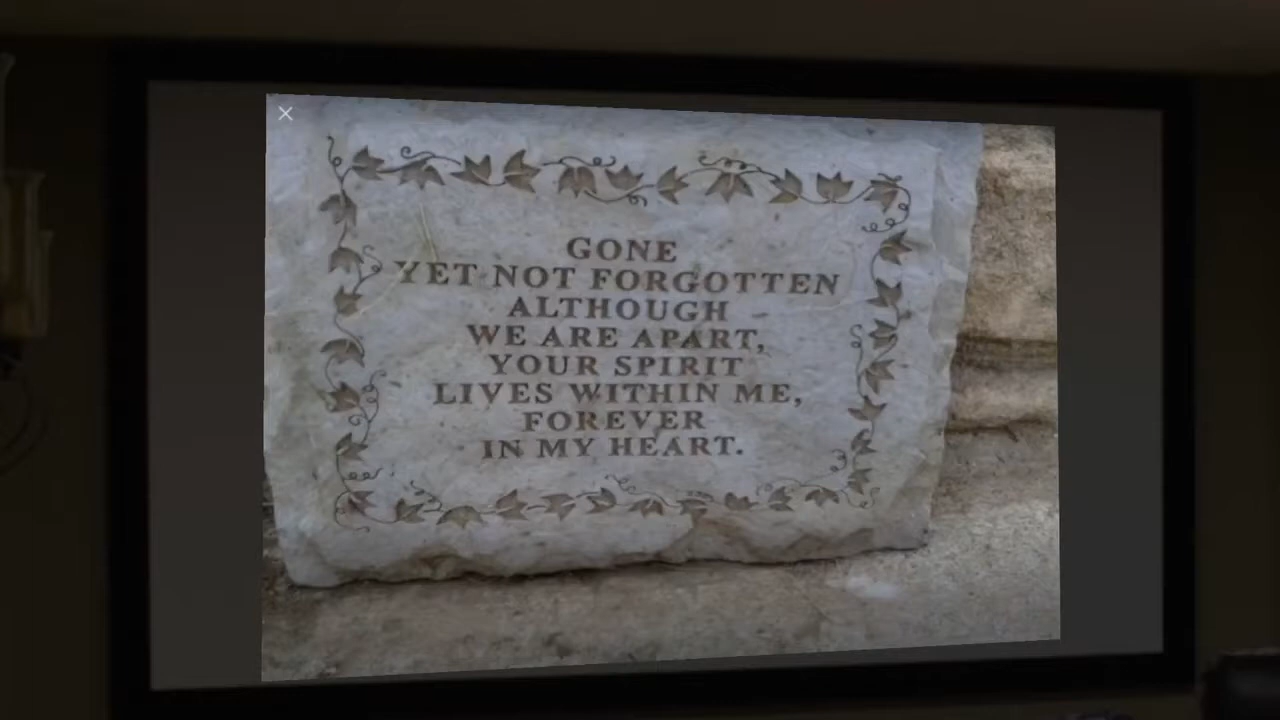 GONE
YET NOT FORGOTTEN
ALTHOUGH
WE ARE APART,
YOUR SPIRIT
LIVES WITHIN ME,
FOREVER
IN MY HEART.